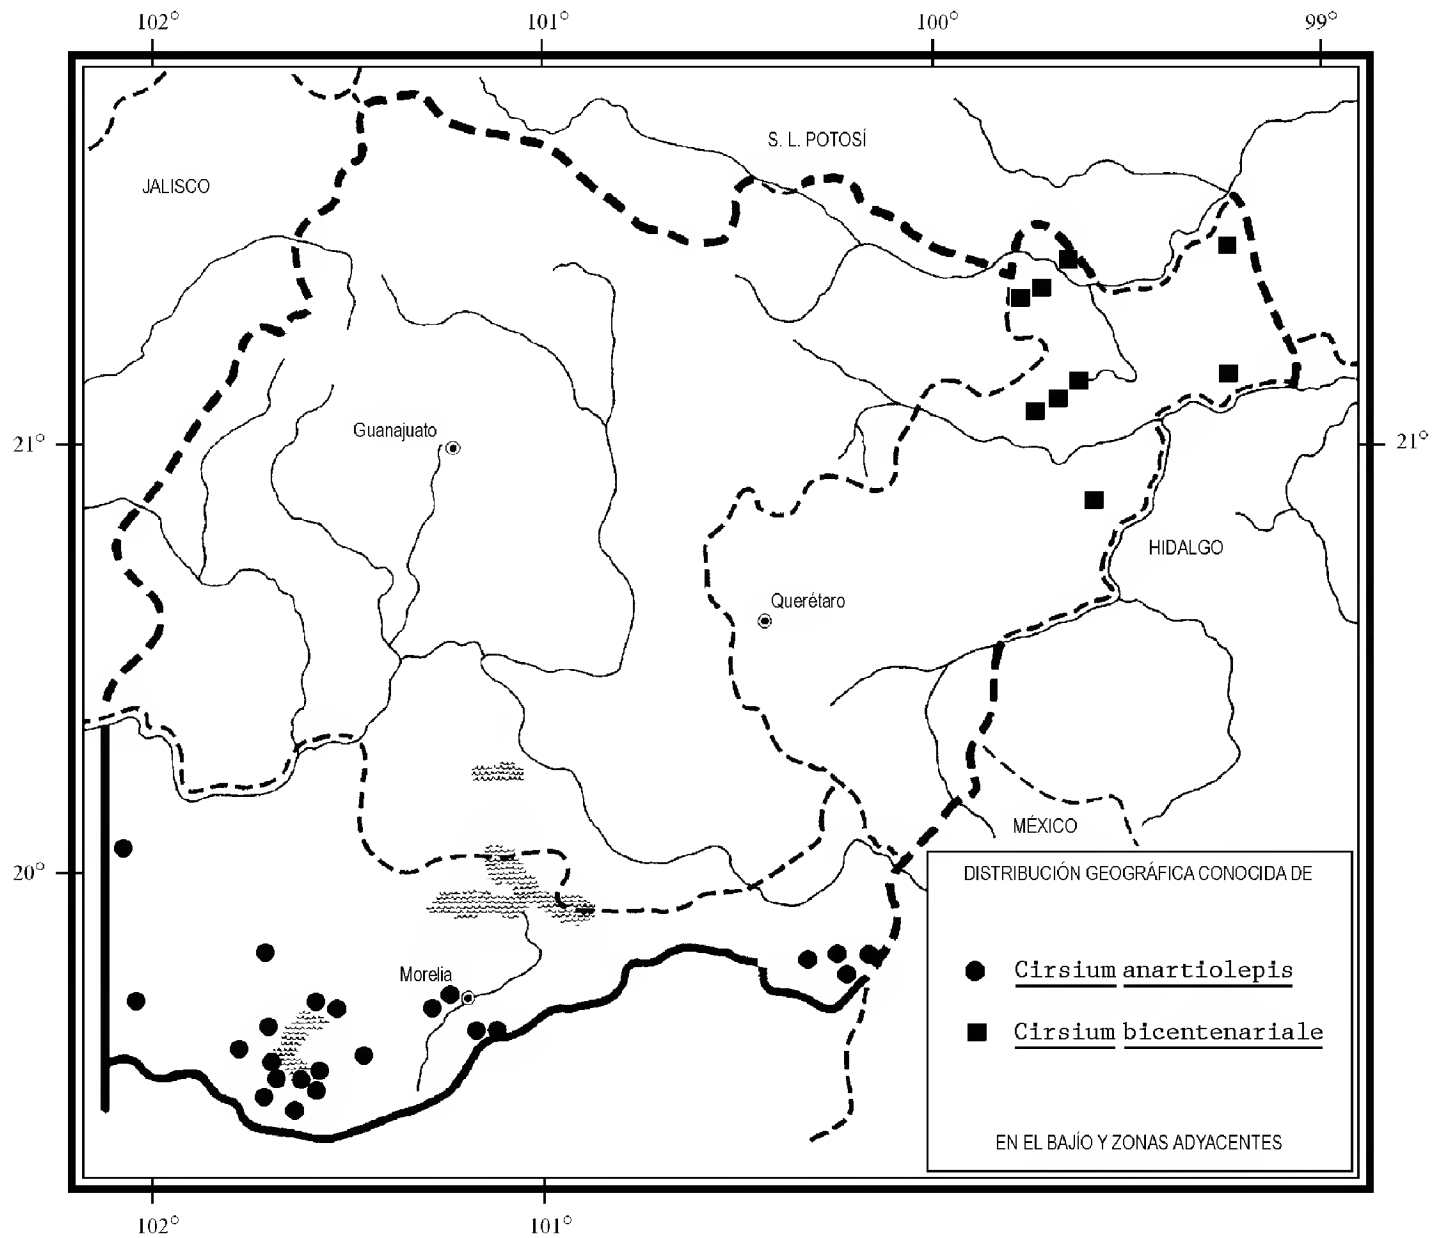 102° 101° 100° 99°
S. L. POTOSÍ
JALISCO
Guanajuato
21° 21°
HIDALGO
Querétaro
MÉXICO
20°
DISTRIBUCIÓN GEOGRÁFICA CONOCIDA DE
Morelia
Cirsium anartiolepis
Cirsium bicentenariale
EN EL BAJÍO Y ZONAS ADYACENTES
102° 101°